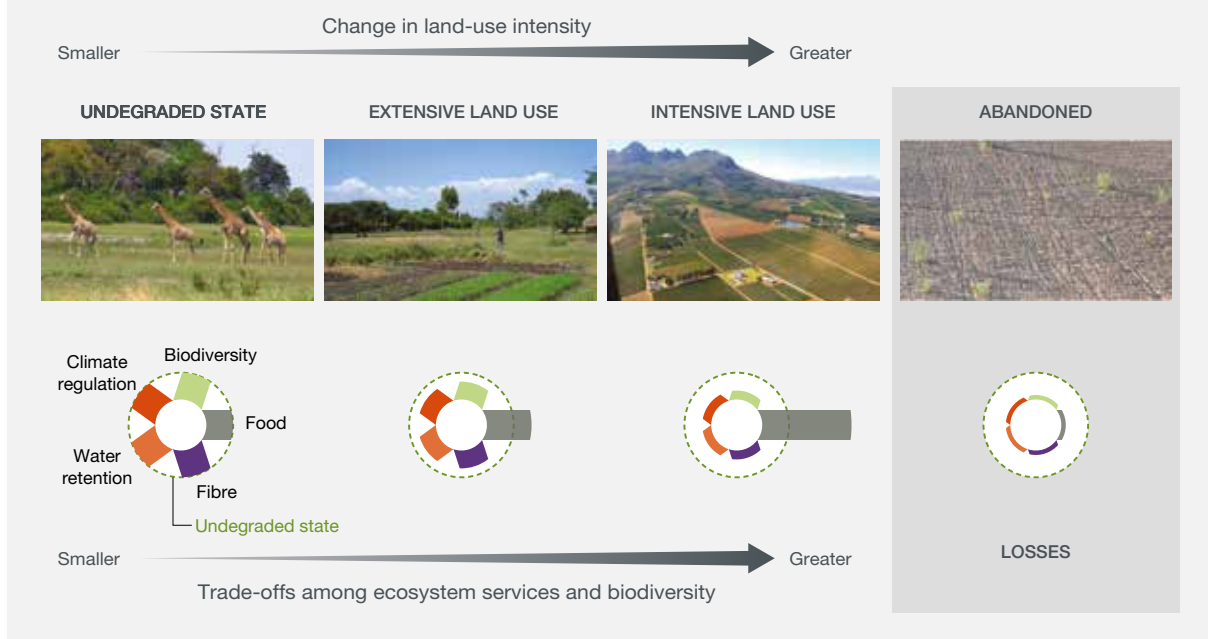 Change in land-use intensity
Smaller
Greater
UNDEGRADED STATE
EXTENSIVE LAND USE
INTENSIVE LAND USE
ABANDONED
Climate
regulation
Biodiversity
Food
Water
retention
Fibre
Undegraded state
Smaller
Greater
LOSSES
Trade-offs among ecosystem services and biodiversity